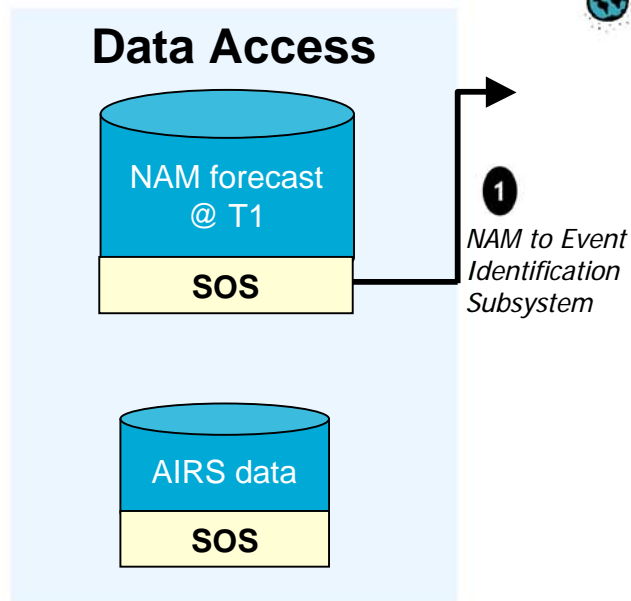 Data Access
NAM forecast
@ T1
SOS
1
NAM to Event
Identification
Subsystem
AIRS data
SOS